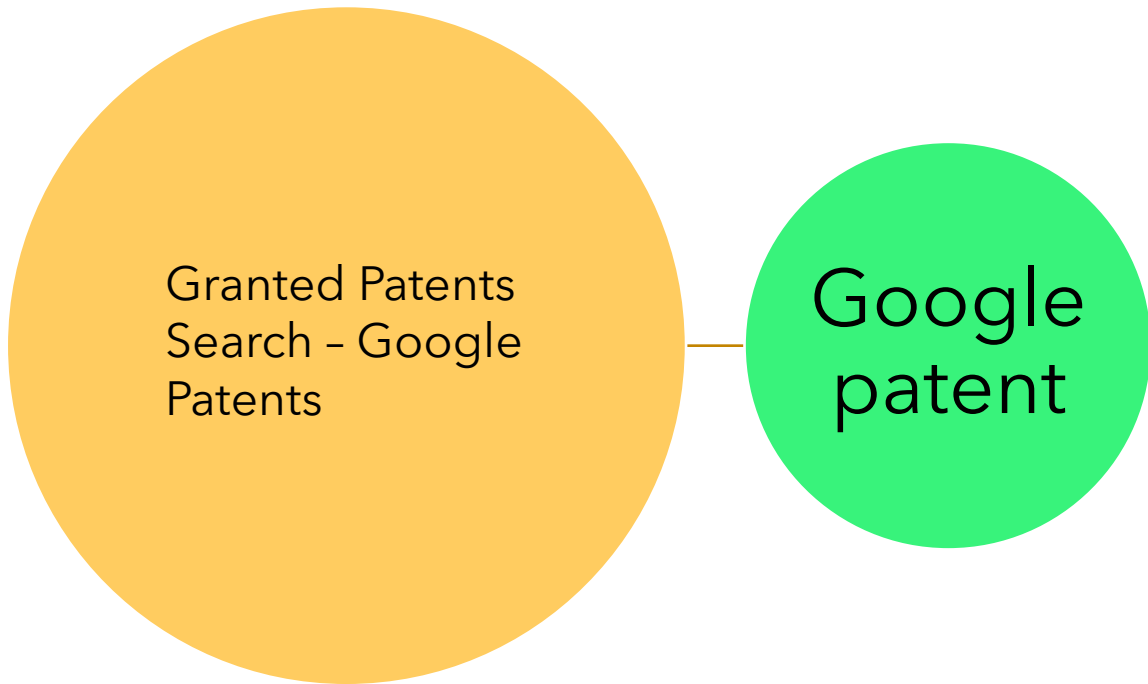 Granted Patents
Search – Google
Patents
Google
patent